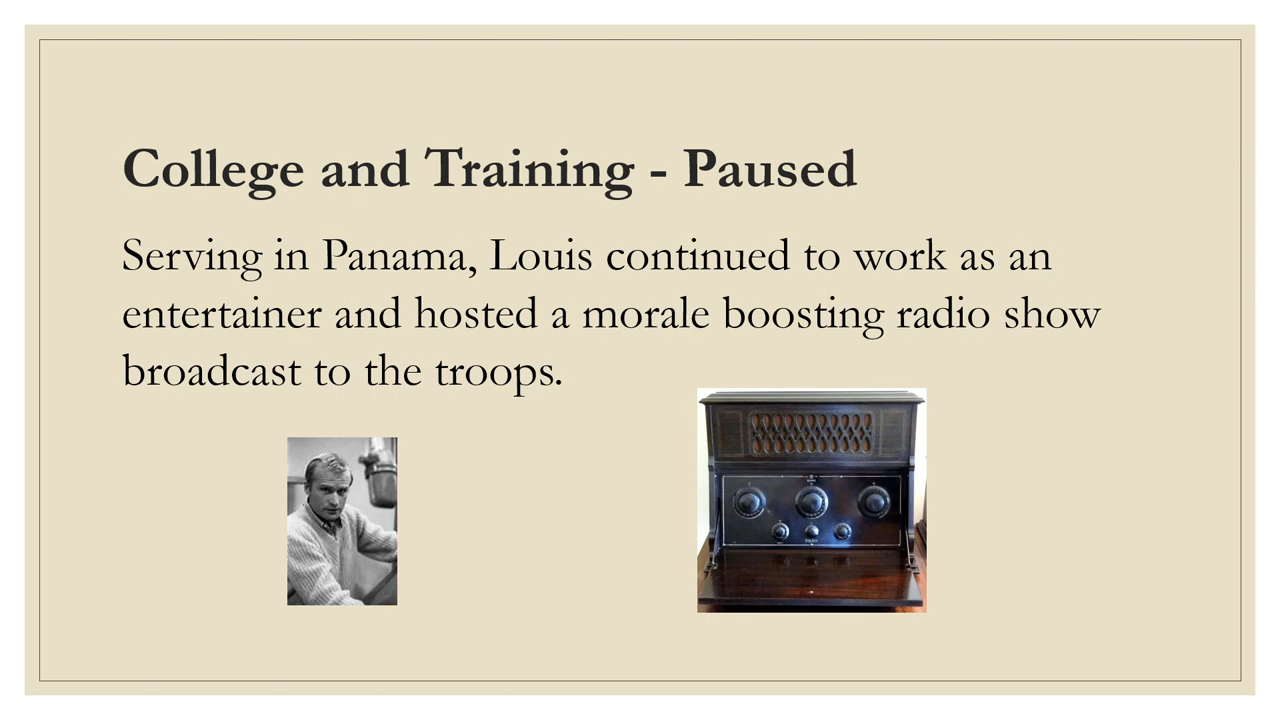 College and Training - Paused
Serving in Panama, Louis continued to work as an
entertainer and hosted a morale boosting radio show
broadcast to the troops.